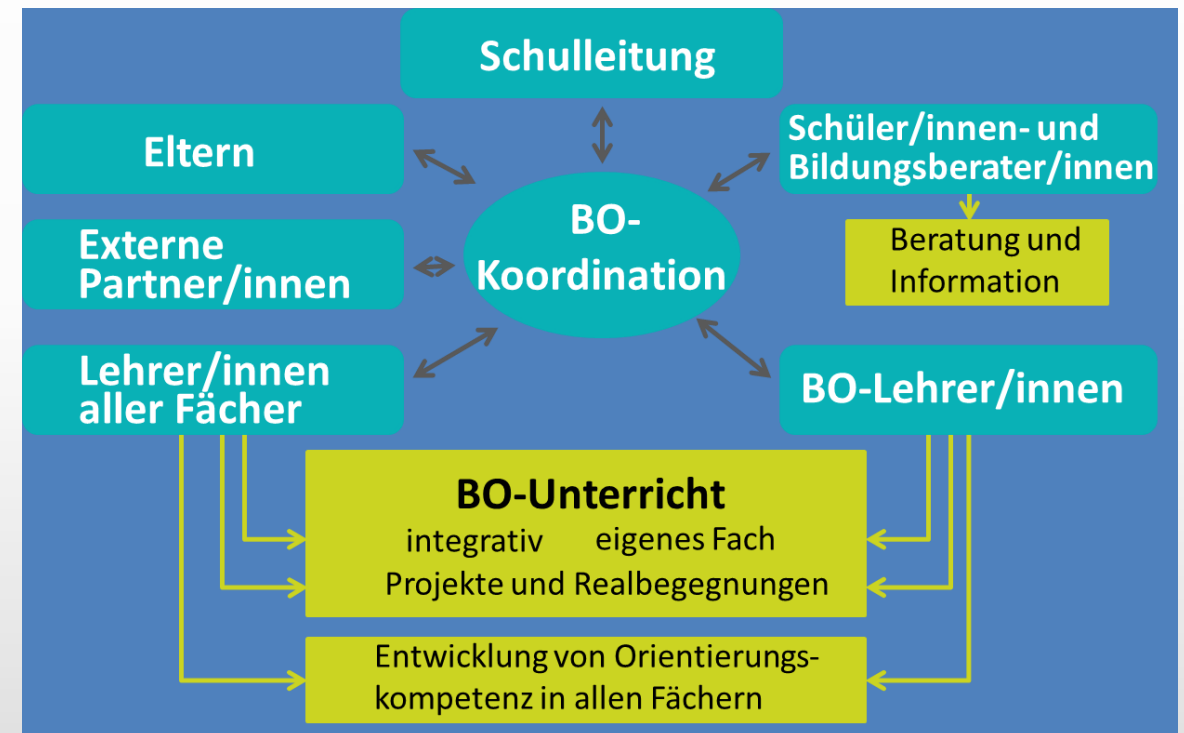 Schulleitung
Eltern
Schüler/innen- und
Bildungsberater/innen
BO-
Koordination
Externe
Partner/innen
Beratung und
Information
Lehrer/innen
aller Fächer
BO-Lehrer/innen
BO-Unterricht
integrativ eigenes Fach
Projekte und Realbegegnungen
Entwicklung von Orientierungs-
kompetenz in allen Fächern